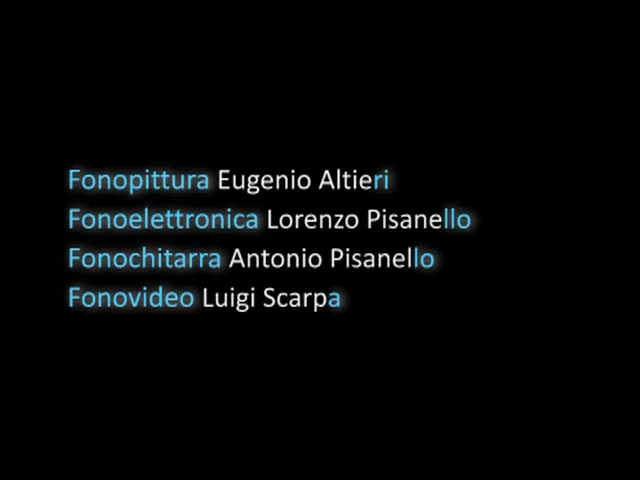 Fonopittura Eugenio Altieri
Fonoelettronica Lorenzo Pisanello
Fonochitarra Antonio Pisanello
Fonovideo Luigi Scarpa